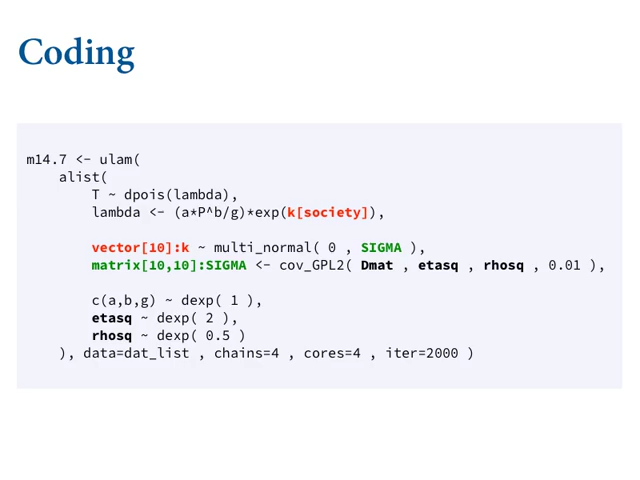 Coding
m14.7 <- ulam(
    alist(
        T ~ dpois(lambda),
        lambda <- (a*P^b/g)*exp(k[society]),
        vector[10]:k ~ multi_normal( 0 , SIGMA ),
        matrix[10,10]:SIGMA <- cov_GPL2( Dmat , etasq , rhosq , 0.01 ),
        c(a,b,g) ~ dexp( 1 ),
        etasq ~ dexp( 2 ),
        rhosq ~ dexp( 0.5 )
    ), data=dat_list , chains=4 , cores=4 , iter=2000 )